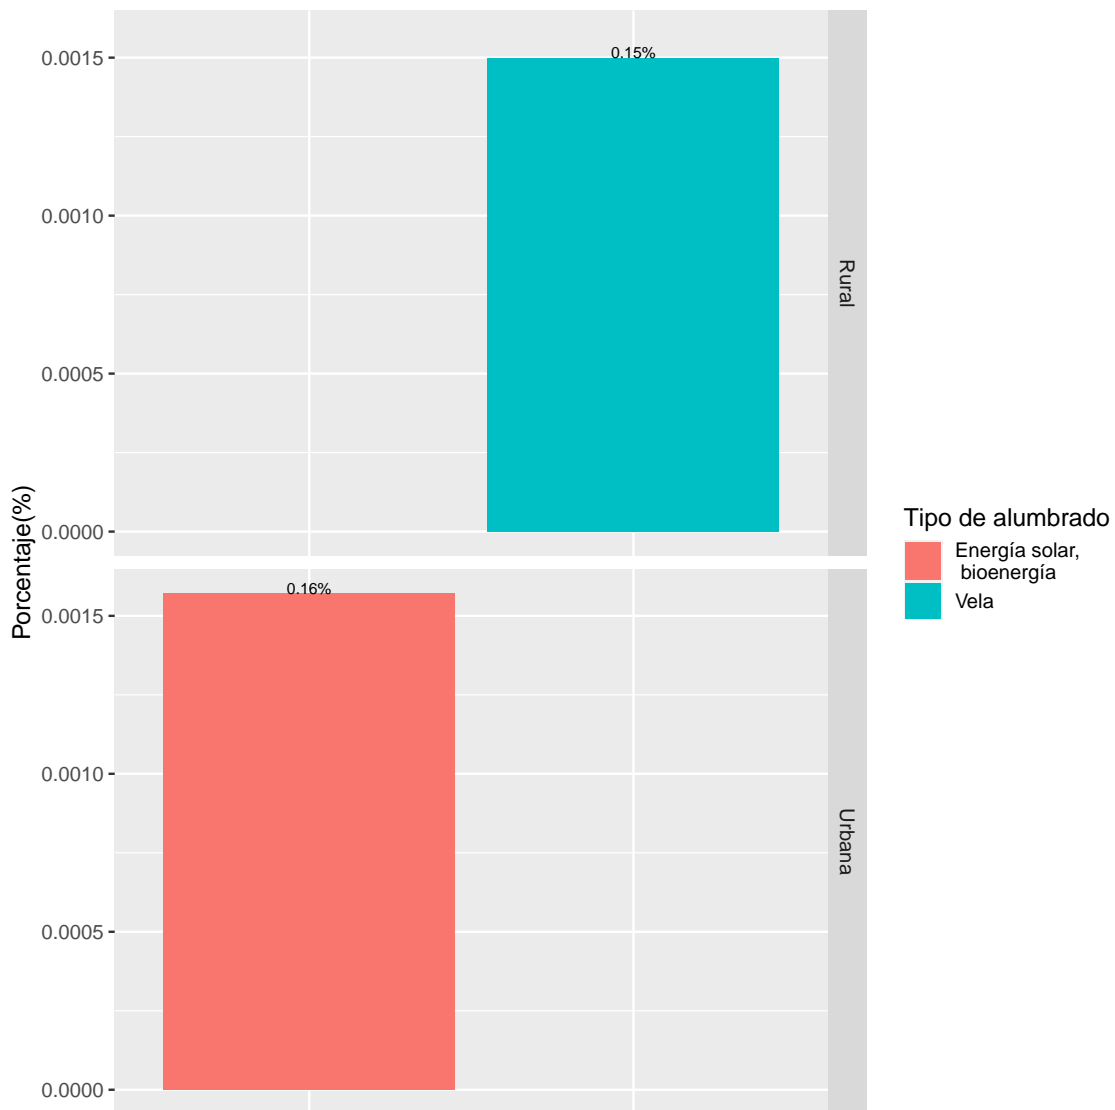 Porcentaje(%)
0.0015
0.0010
0.0005
0.0000
0.15%
Rural
0.0015
0.0010
0.0005
0.0000
0.16%
Urbana
Tipo de alumbrado
Energía solar,
bioenergía
Vela